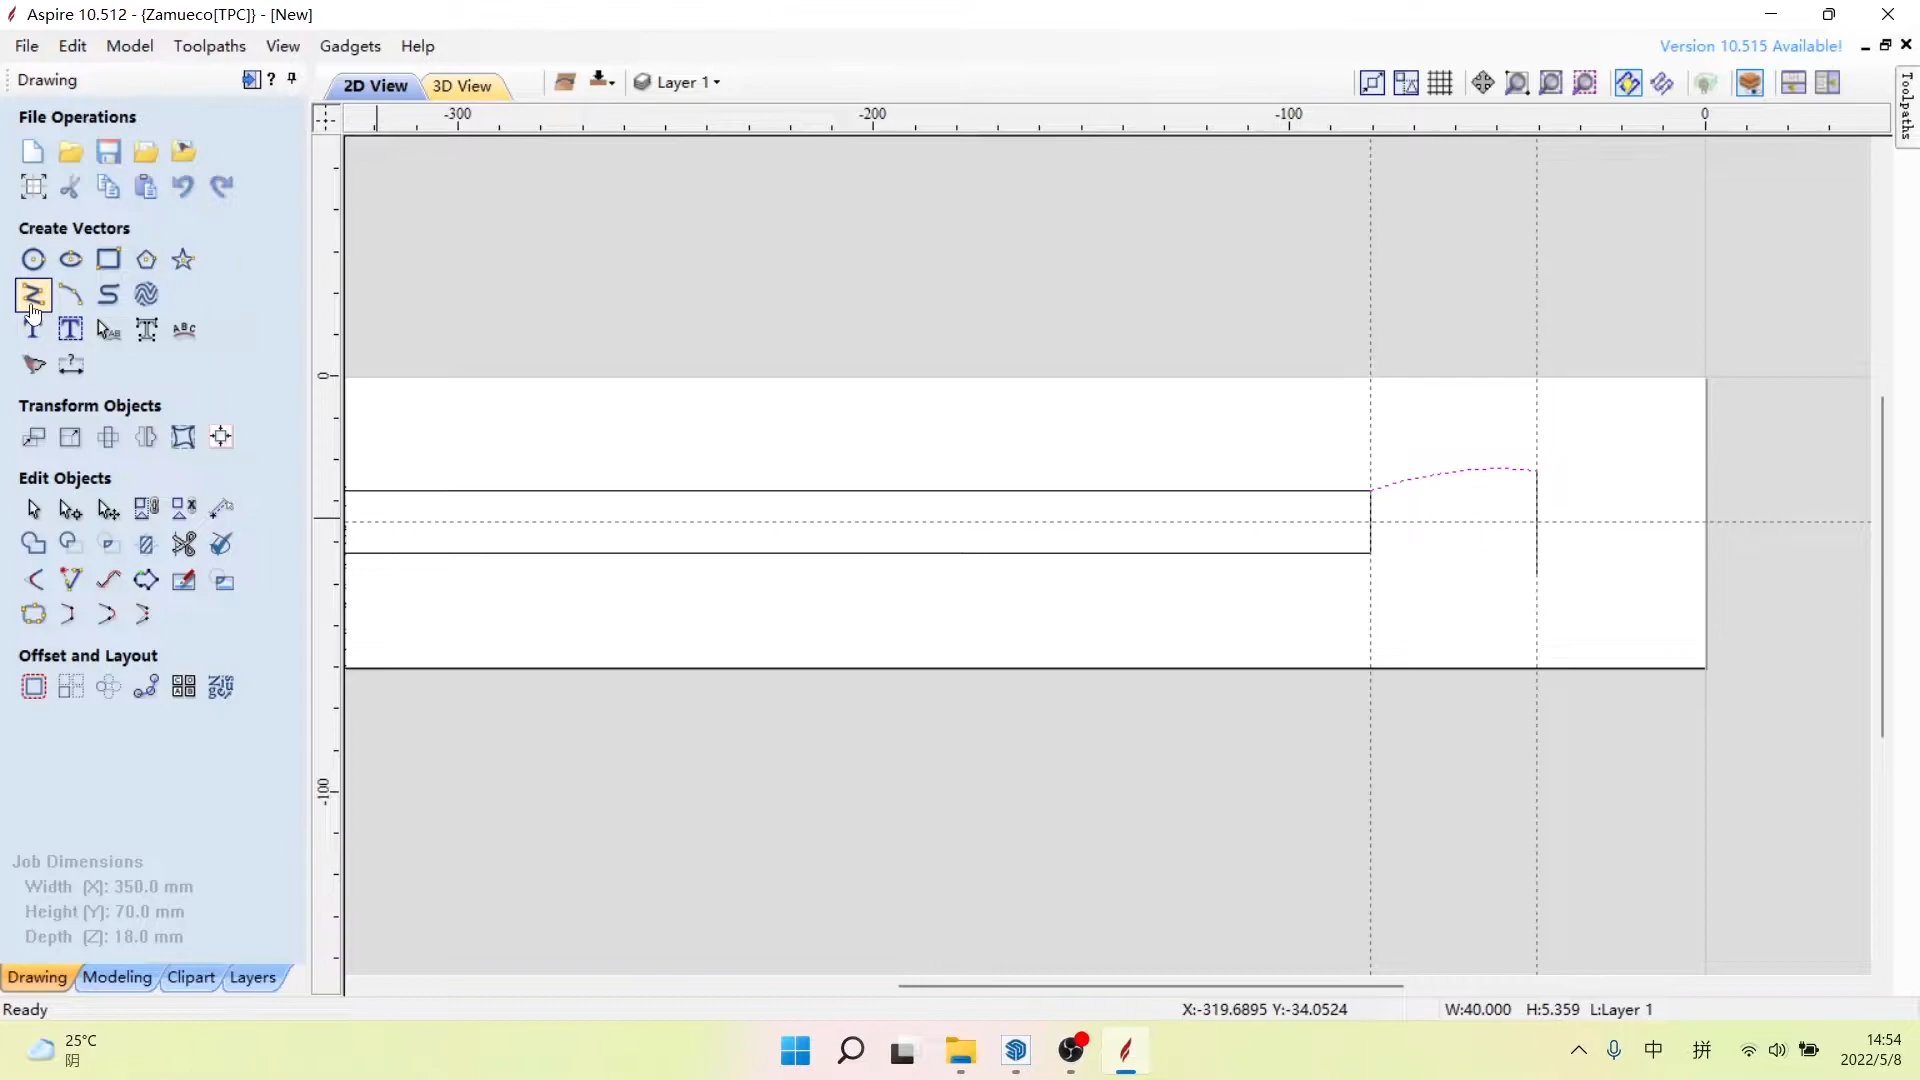 Aspire 10.512 - {Zamueco[TPC]} - [New]
File Edit Model Toolpaths View Gadgets Help
Version 10.515 Available!
Drawing
2D View
3D View
Layer 1
Toolpaths
File Operations
-300 -200 -100 0
Create Vectors
0
Transform Objects
Edit Objects
Offset and Layout
-100
Job Dimensions
Width (X): 350.0 mm
Height (Y): 70.0 mm
Depth (Z): 18.0 mm
Drawing Modeling Clipart Layers
Ready
X:-319.6895 Y:-34.0524
W:40.000 H:5.359 L:Layer 1
25°C
阴
中
拼
14:54
2022/5/8